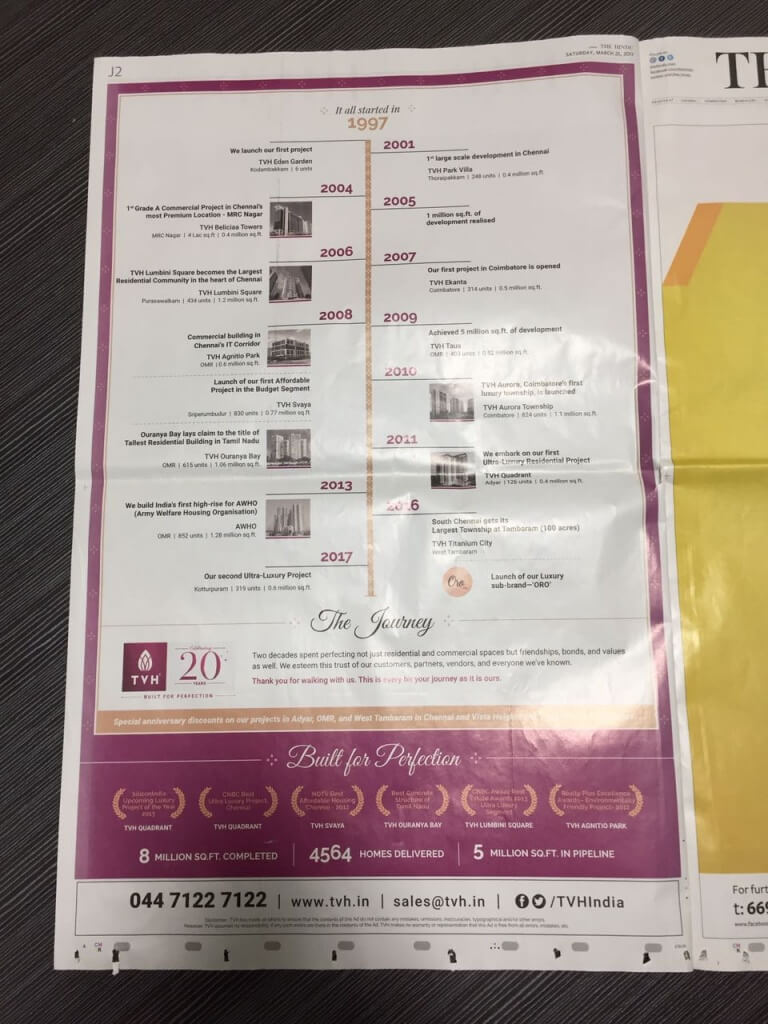 J2
THE HINDU
SATURDAY, MARCH 25, 2017
It all started in
1997
We launch our first project
TVH Eden Garden
Kodambakkam | 6 units
2001
1st large scale development in Chennai
TVH Park Villa
Thoraipakkam | 248 units | 0.4 million sq.ft.
2004
1st Grade A Commercial Project in Chennai's
most Premium Location - MRC Nagar
TVH Beliciaa Towers
MRC Nagar | 4 Lac sq.ft | 0.4 million sq.ft.
2005
1 million sq.ft. of
development realised
2006
TVH Lumbini Square becomes the Largest
Residential Community in the heart of Chennai
TVH Lumbini Square
Purasawalkam | 434 units | 1.2 million sq.ft.
2007
Our first project in Coimbatore is opened
TVH Ekanta
Coimbatore | 314 units | 0.5 million sq.ft.
2008
Commercial building in
Chennai's IT Corridor
TVH Agnitio Park
OMR | 0.6 million sq.ft.
Launch of our first Affordable
Project in the Budget Segment
TVH Svaya
Sriperumbudur | 830 units | 0.77 million sq.ft.
Ouranya Bay lays claim to the title of
Tallest Residential Building in Tamil Nadu
TVH Ouranya Bay
OMR | 615 units | 1.06 million sq.ft.
2009
Achieved 5 million sq.ft. of development
TVH Taus
OMR | 403 units | 0.52 million sq.ft.
2010
TVH Aurora, Coimbatore's first
luxury township, is launched
TVH Aurora Township
Coimbatore | 624 units | 1.1 million sq.ft.
2011
We embark on our first
Ultra-Luxury Residential Project
TVH Quadrant
Adyar | 126 units | 0.4 million sq.ft.
2013
We build India's first high-rise for AWHO
(Army Welfare Housing Organisation)
AWHO
OMR | 852 units | 1.28 million sq.ft.
2016
South Chennai gets its
Largest Township at Tambaram (100 acres)
TVH Titanium City
West Tambaram
Oro
Launch of our Luxury
sub-brand—'ORO'
2017
Our second Ultra-Luxury Project
Kotturpuram | 219 units | 0.6 million sq.ft.
The Journey
TVH
BUILT FOR PERFECTION
Celebrating
20
YEARS
Two decades spent perfecting not just residential and commercial spaces but friendships, bonds, and values
as well. We esteem this trust of our customers, partners, vendors, and everyone we've known.
Thank you for walking with us. This is every bit your journey as it is ours.
Special anniversary discounts on our projects in Adyar, OMR, and West Tambaram in Chennai and Vista Heights
Built for Perfection
SiliconIndia
Upcoming Luxury
Project of the Year
2013
TVH QUADRANT
CNBC Best
Ultra Luxury Project,
Chennai
TVH QUADRANT
NDTV Best
Affordable Housing
Chennai - 2012
TVH SVAYA
Best Concrete
Structure of
Tamil Nadu
TVH OURANYA BAY
CNBC Awaaz Real
Estate Awards 2013
Ultra Luxury
Segment
TVH LUMBINI SQUARE
Realty Plus Excellence
Awards - Environmentally
Friendly Project- 2012
TVH AGNITIO PARK
8 MILLION SQ.FT. COMPLETED | 4564 HOMES DELIVERED | 5 MILLION SQ.FT. IN PIPELINE
044 7122 7122 | www.tvh.in | sales@tvh.in | /TVHIndia
For furt
t: 669